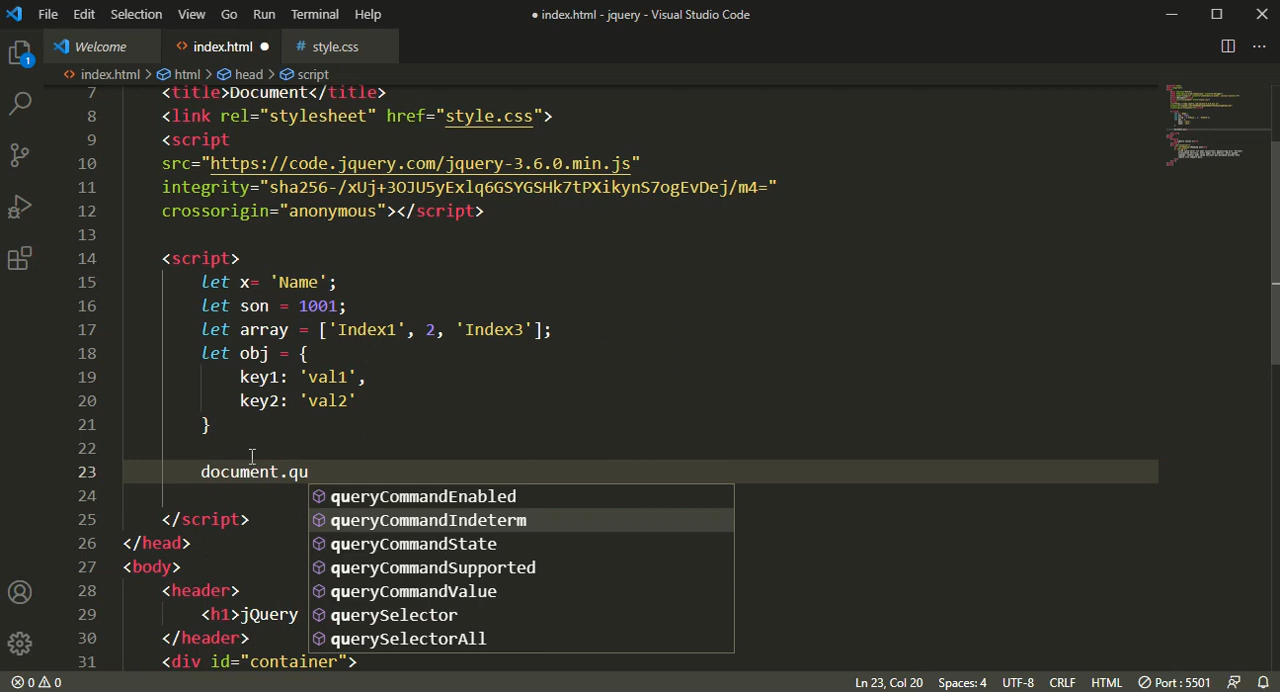 File Edit Selection View Go Run Terminal Help
● index.html - jquery - Visual Studio Code
Welcome
<> index.html ●
# style.css
<> index.html > html > head > script
1
7 <title>Document</title>
8 <link rel="stylesheet" href="style.css">
9 <script
10 src="https://code.jquery.com/jquery-3.6.0.min.js"
11 integrity="sha256-/xUj+3OJU5yExlq6GSYGSHk7tPXikynS7ogEvDej/m4="
12 crossorigin="anonymous"></script>
13
14 <script>
15 let x= 'Name';
16 let son = 1001;
17 let array = ['Index1', 2, 'Index3'];
18 let obj = {
19 key1: 'val1',
20 key2: 'val2'
21 }
22
23 document.qu
queryCommandEnabled
24
queryCommandIndeterm
25 </script>
queryCommandState
26 </head>
queryCommandSupported
27 <body>
queryCommandValue
28 <header>
querySelector
29 <h1>jQuery
querySelectorAll
30 </header>
31 <div id="container">
0 0 Ln 23, Col 20 Spaces: 4 UTF-8 CRLF HTML Port : 5501